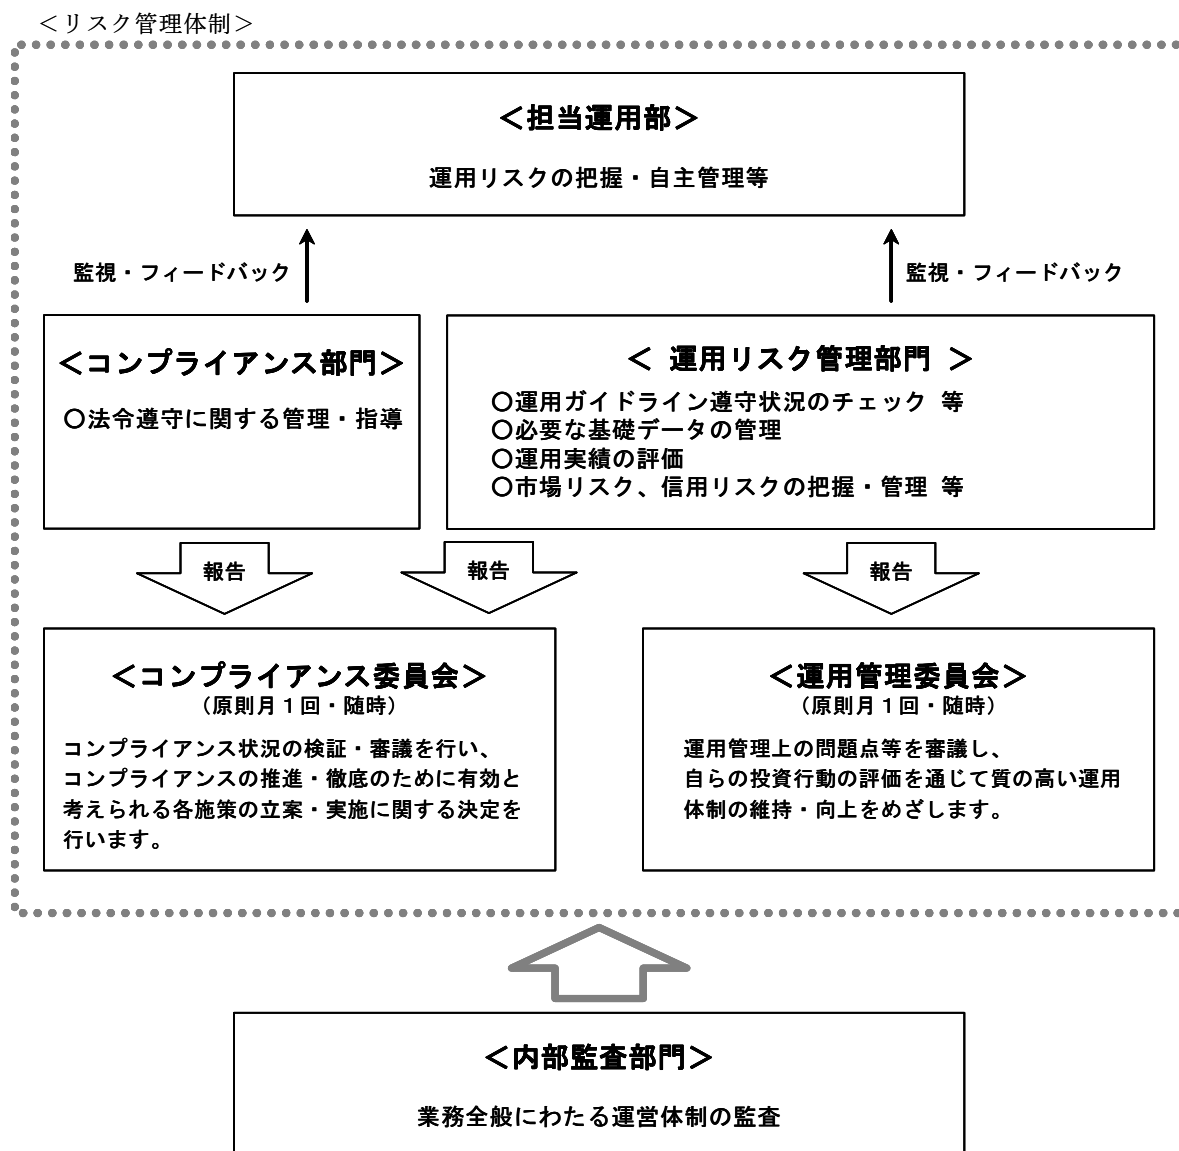 ＜リスク管理体制＞
＜担当運用部＞
運用リスクの把握・自主管理等
監視・フィードバック
監視・フィードバック
＜コンプライアンス部門＞
○法令遵守に関する管理・指導
＜ 運用リスク管理部門 ＞
○運用ガイドライン遵守状況のチェック 等
○必要な基礎データの管理
○運用実績の評価
○市場リスク、信用リスクの把握・管理 等
報告
報告
報告
＜コンプライアンス委員会＞
（原則月１回・随時）
コンプライアンス状況の検証・審議を行い、
コンプライアンスの推進・徹底のために有効と
考えられる各施策の立案・実施に関する決定を
行います。
＜運用管理委員会＞
（原則月１回・随時）
運用管理上の問題点等を審議し、
自らの投資行動の評価を通じて質の高い運用
体制の維持・向上をめざします。
＜内部監査部門＞
業務全般にわたる運営体制の監査